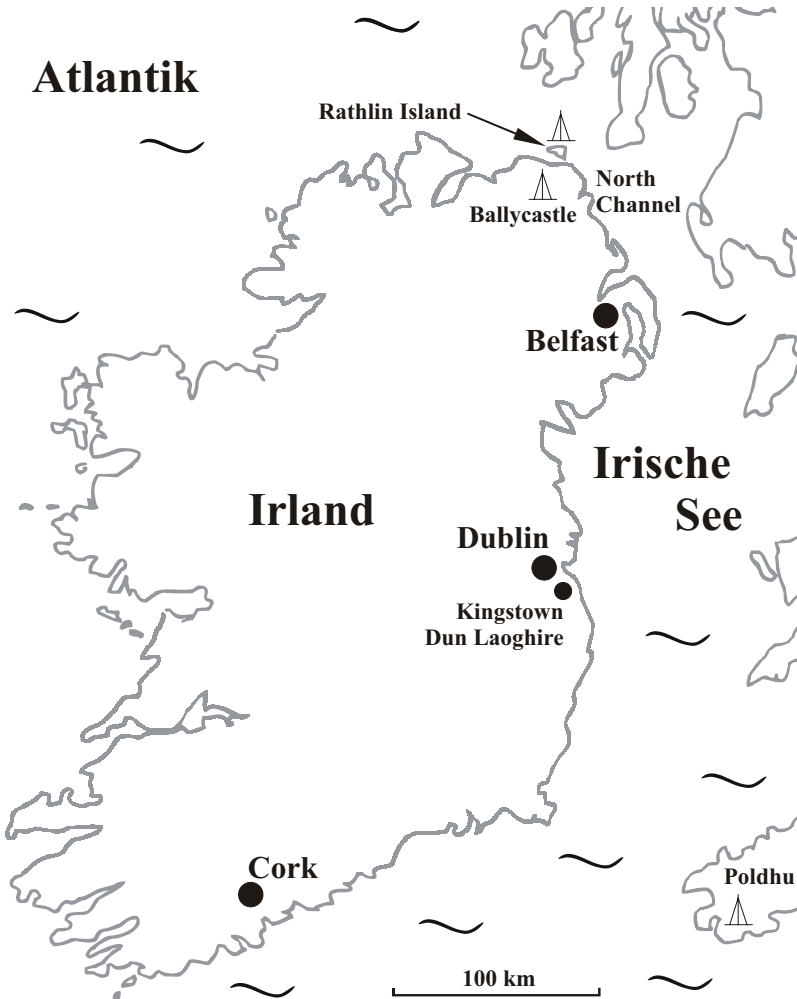 Atlantik
Rathlin Island
North
Channel
Ballycastle
Belfast
Irische
See
Irland
Dublin
Kingstown
Dun Laoghire
Cork
Poldhu
100 km